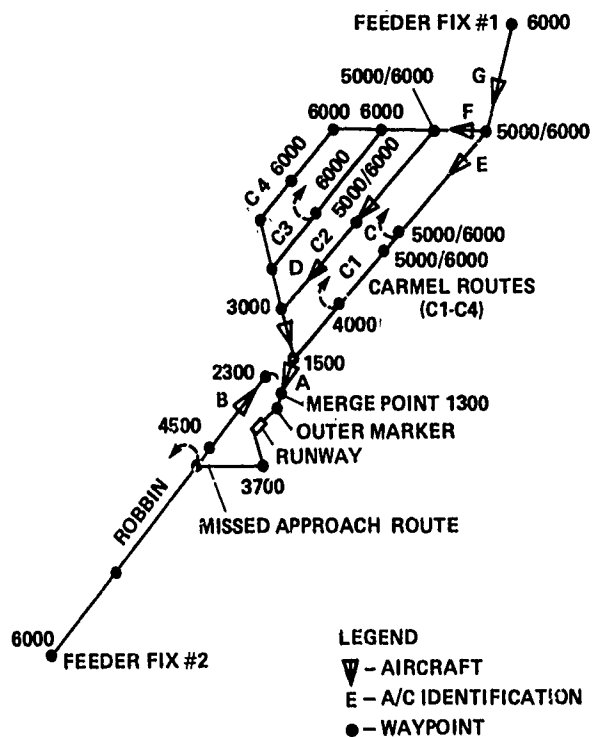 FEEDER FIX #1
6000
G
5000/6000
F
6000
6000
5000/6000
E
6000
6000
5000/6000
C4
C3
C2
C
5000/6000
D
C1
5000/6000
CARMEL ROUTES
(C1-C4)
3000
4000
1500
2300
A
B
MERGE POINT 1300
4500
OUTER MARKER
RUNWAY
3700
ROBBIN
MISSED APPROACH ROUTE
6000
FEEDER FIX #2
LEGEND
– AIRCRAFT
E – A/C IDENTIFICATION
– WAYPOINT